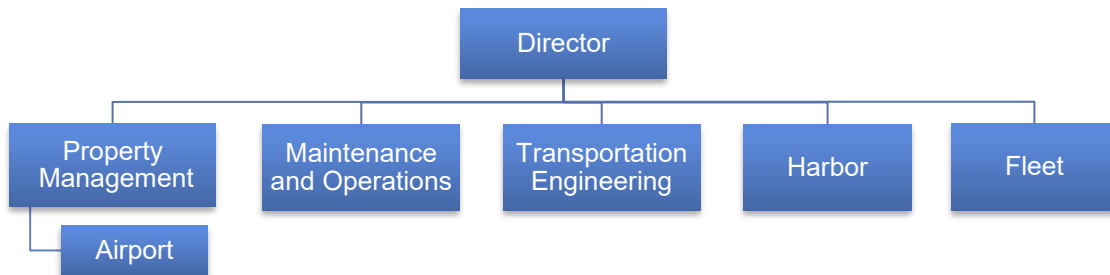 Director
Property
Management
Maintenance
and Operations
Transportation
Engineering
Harbor
Fleet
Airport